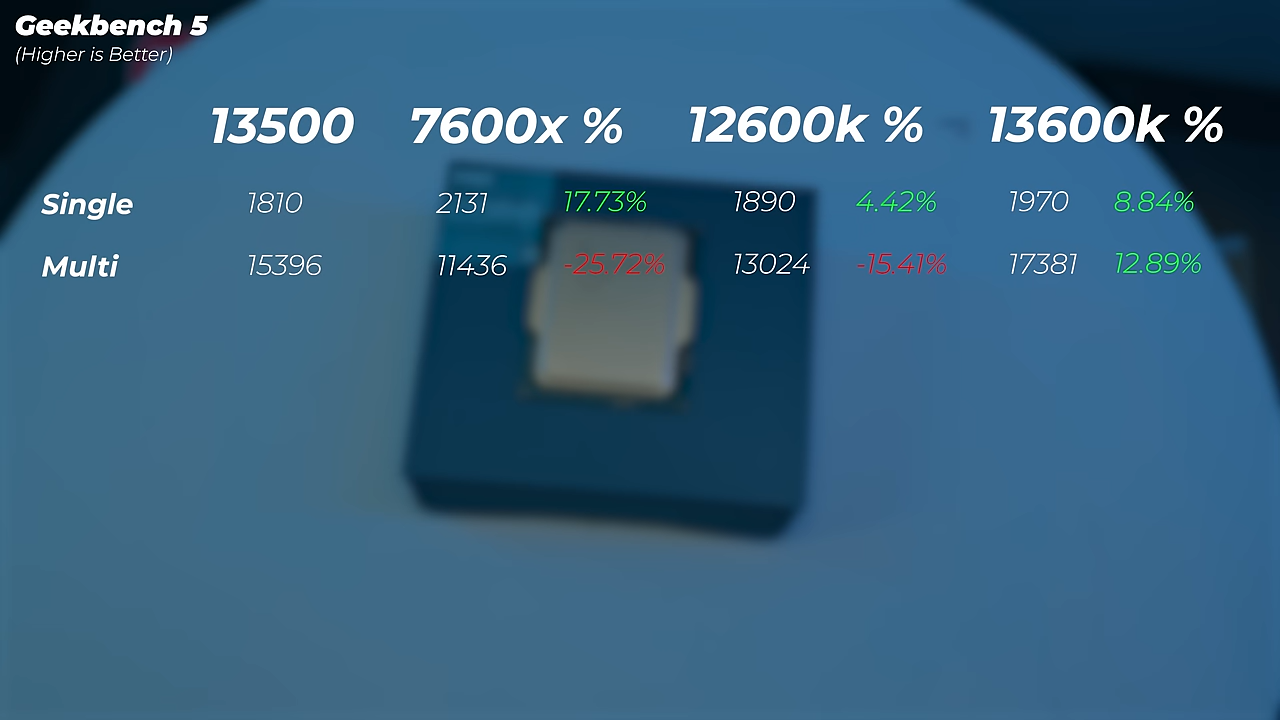 Geekbench 5
(Higher is Better)
13500 7600x % 12600k % 13600k %
Single 1810 2131 17.73% 1890 4.42% 1970 8.84%
Multi 15396 11436 -25.72% 13024 -15.41% 17381 12.89%